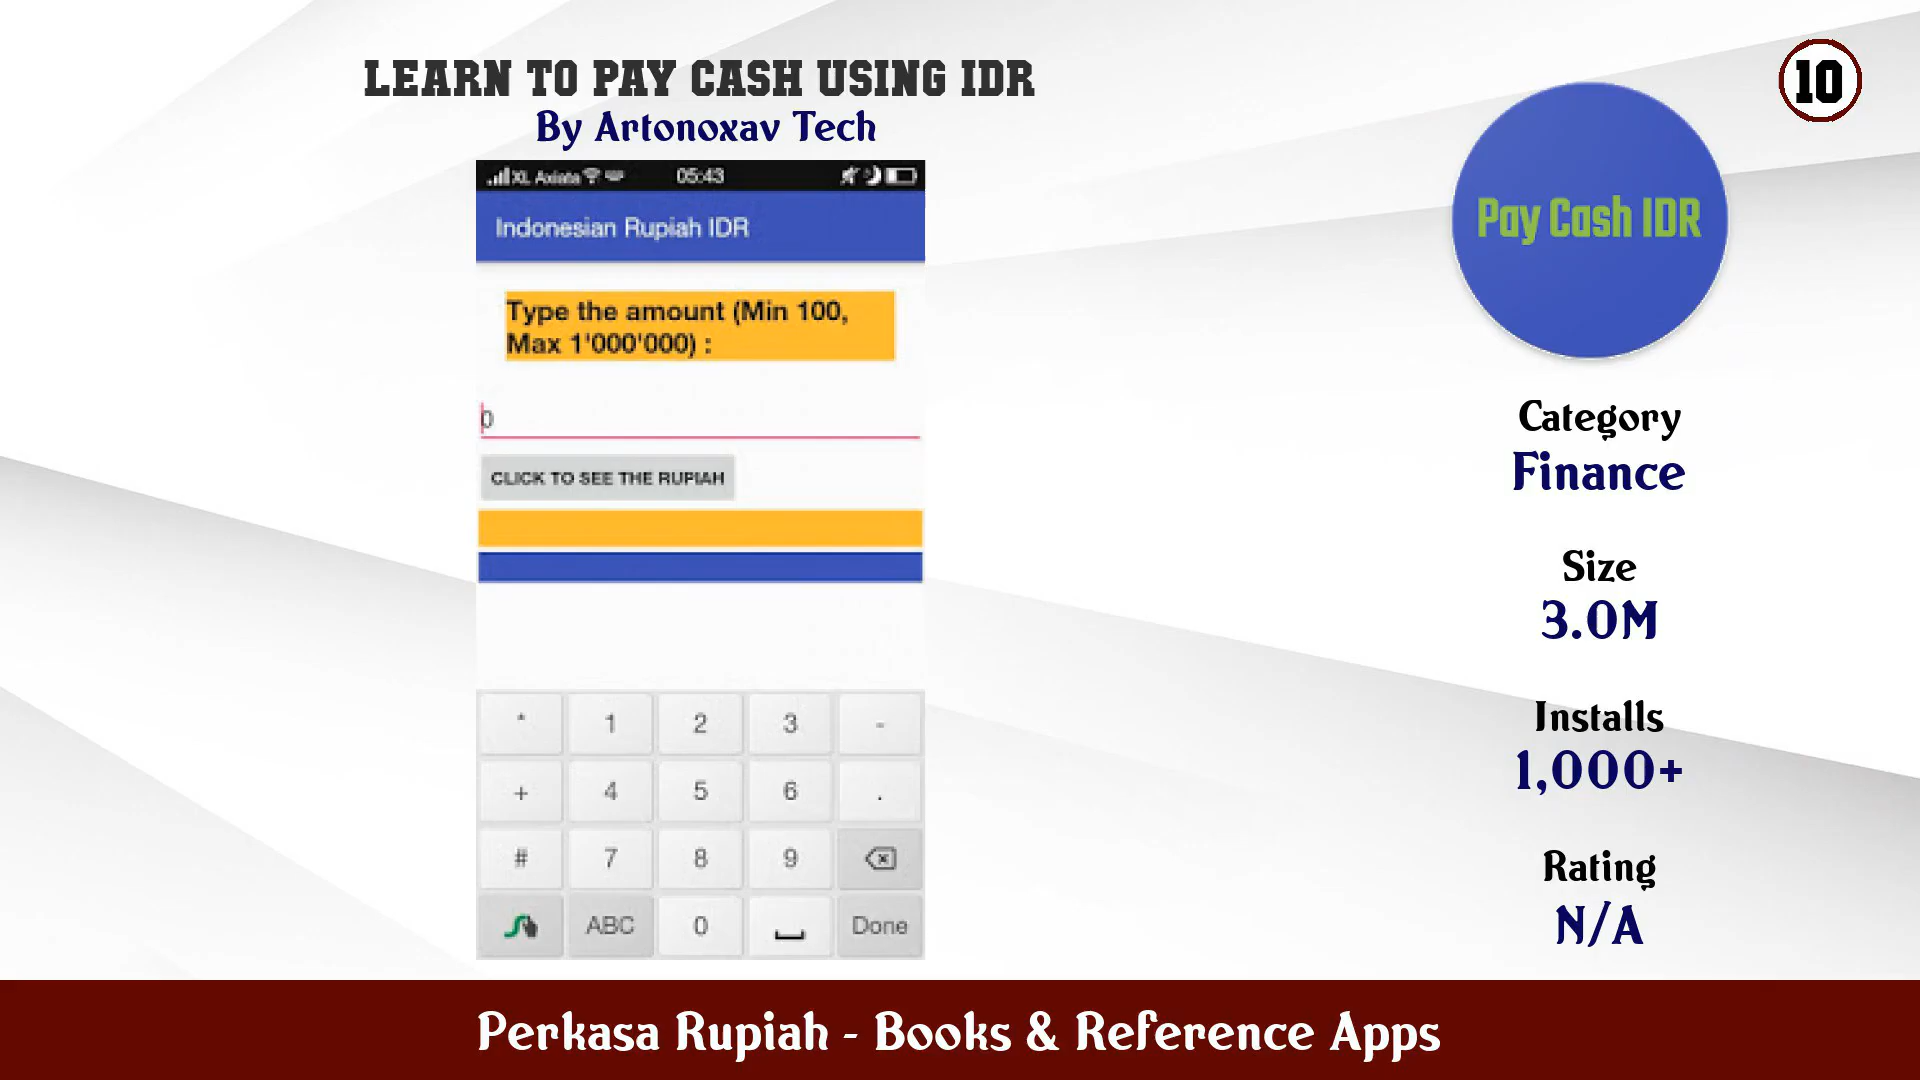 LEARN TO PAY CASH USING IDR
By Artonoxav Tech
10
XL Axiata 05:43
Indonesian Rupiah IDR
Type the amount (Min 100,
Max 1'000'000) :
0
CLICK TO SEE THE RUPIAH
* 1 2 3 -
+ 4 5 6 .
# 7 8 9
ABC 0 Done
Pay Cash IDR
Category
Finance
Size
3.0M
Installs
1,000+
Rating
N/A
Perkasa Rupiah - Books & Reference Apps